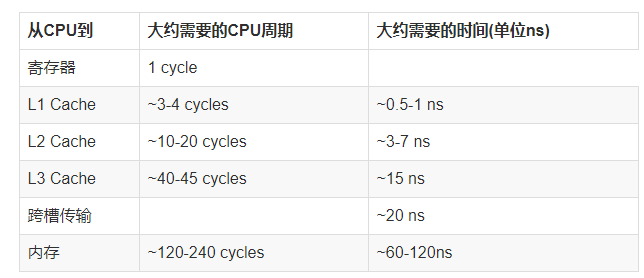 从CPU到 大约需要的CPU周期 大约需要的时间(单位ns)
寄存器 1 cycle
L1 Cache ~3-4 cycles ~0.5-1 ns
L2 Cache ~10-20 cycles ~3-7 ns
L3 Cache ~40-45 cycles ~15 ns
跨槽传输 ~20 ns
内存 ~120-240 cycles ~60-120ns